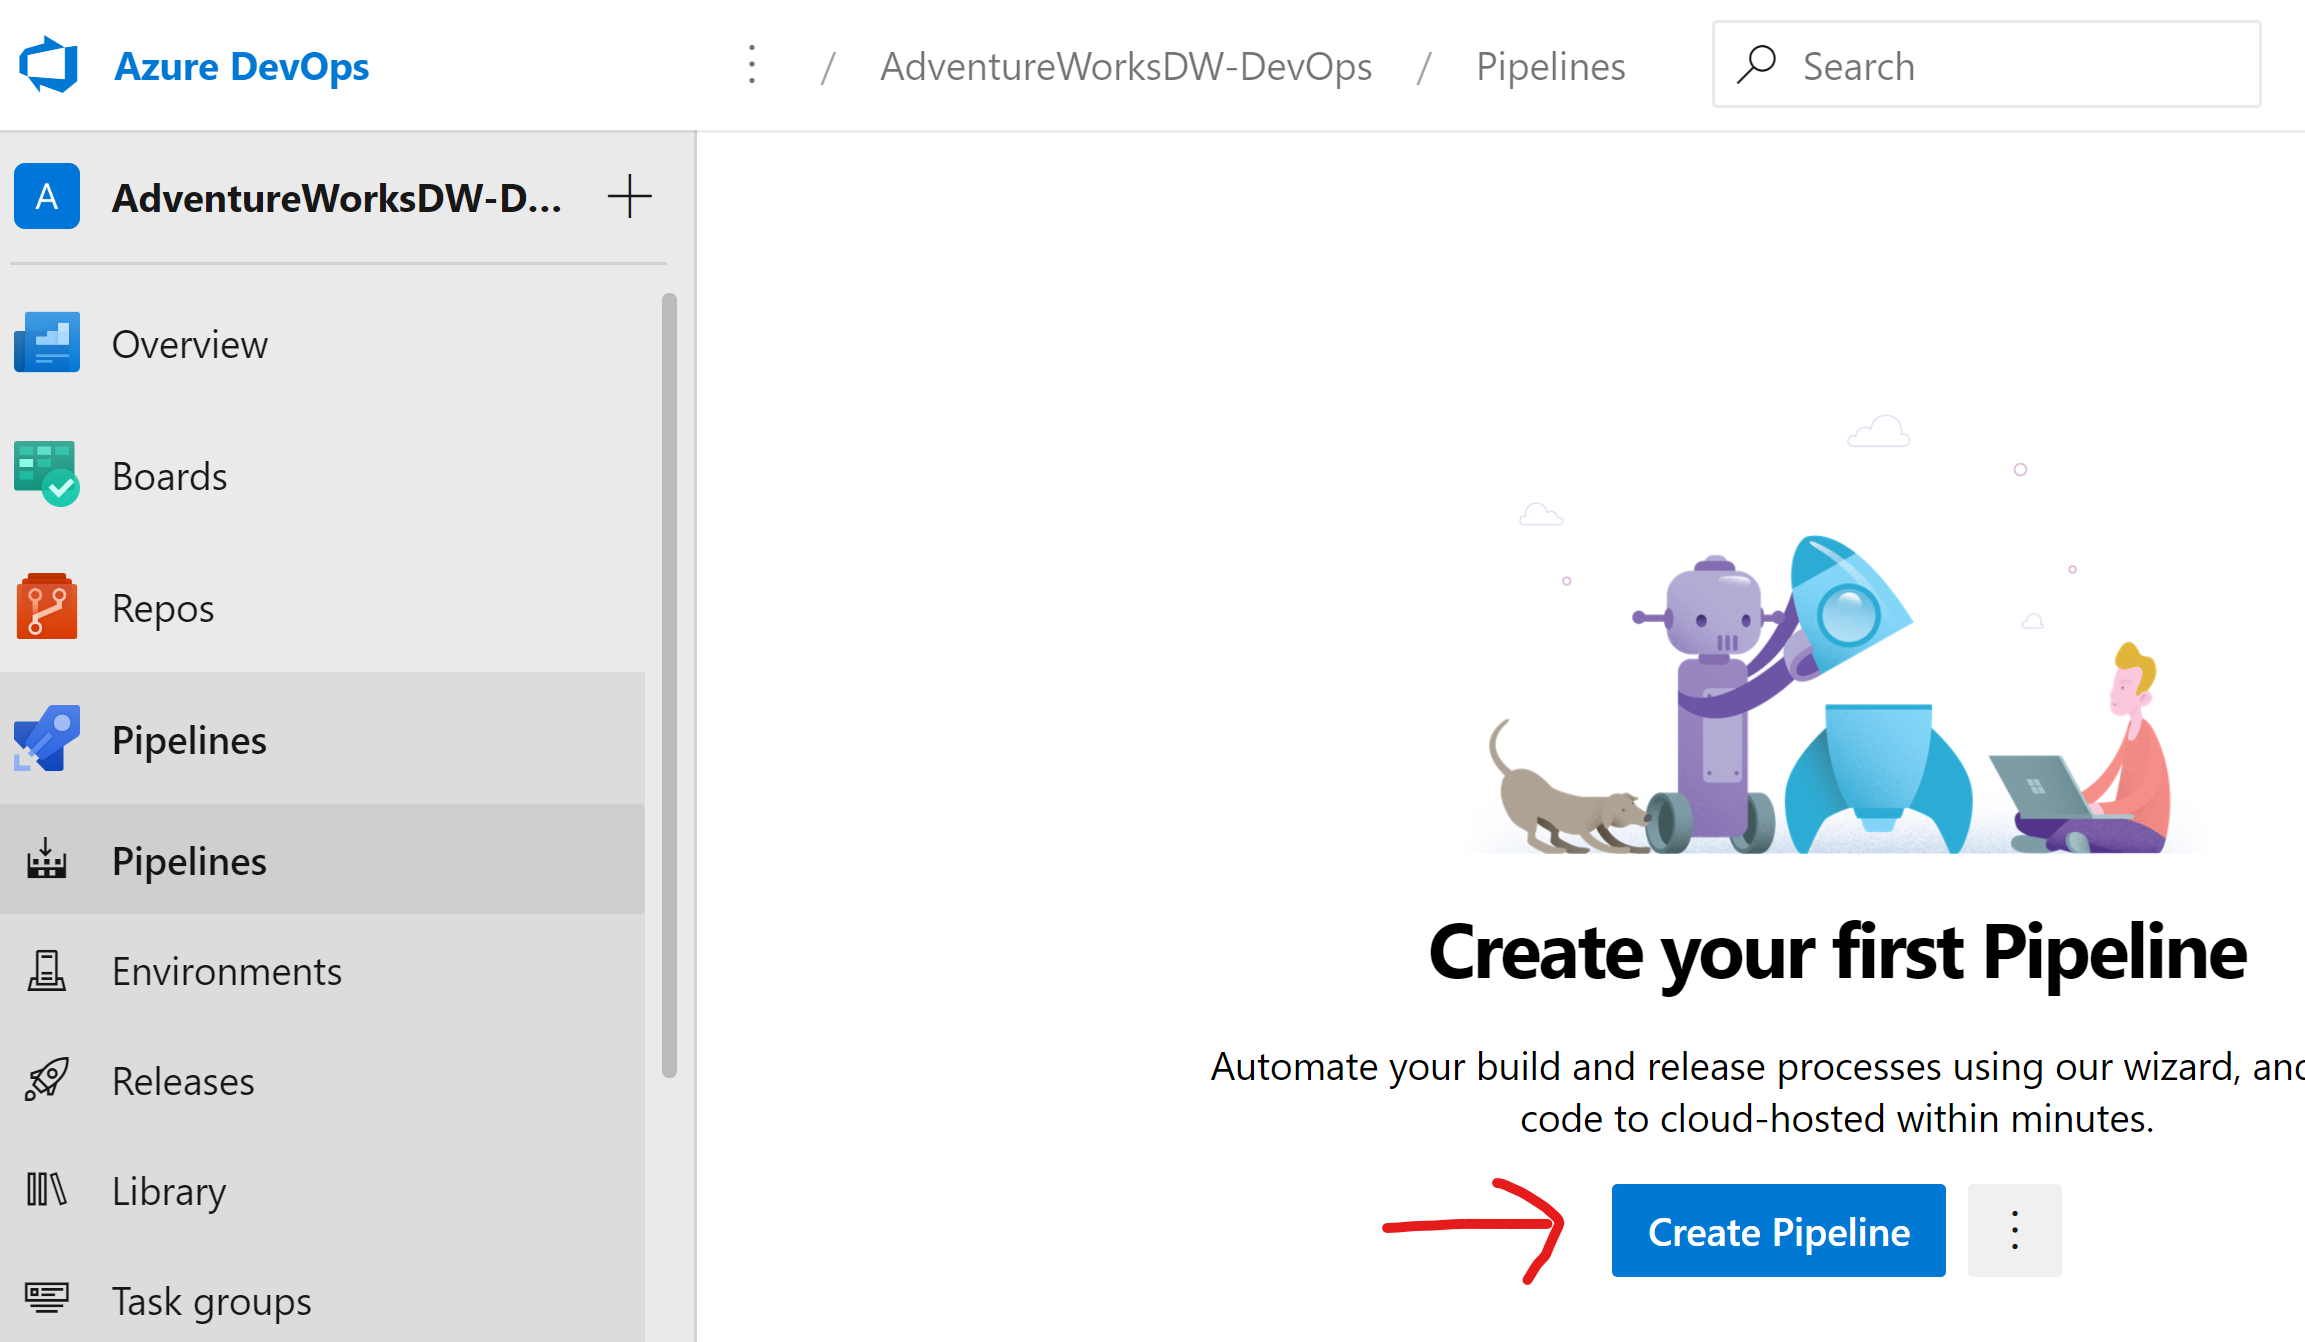 Azure DevOps
/ AdventureWorksDW-DevOps / Pipelines
Search
A
AdventureWorksDW-D...
Overview
Boards
Repos
Pipelines
Pipelines
Environments
Releases
Library
Task groups
Create your first Pipeline
Automate your build and release processes using our wizard, and
code to cloud-hosted within minutes.
Create Pipeline